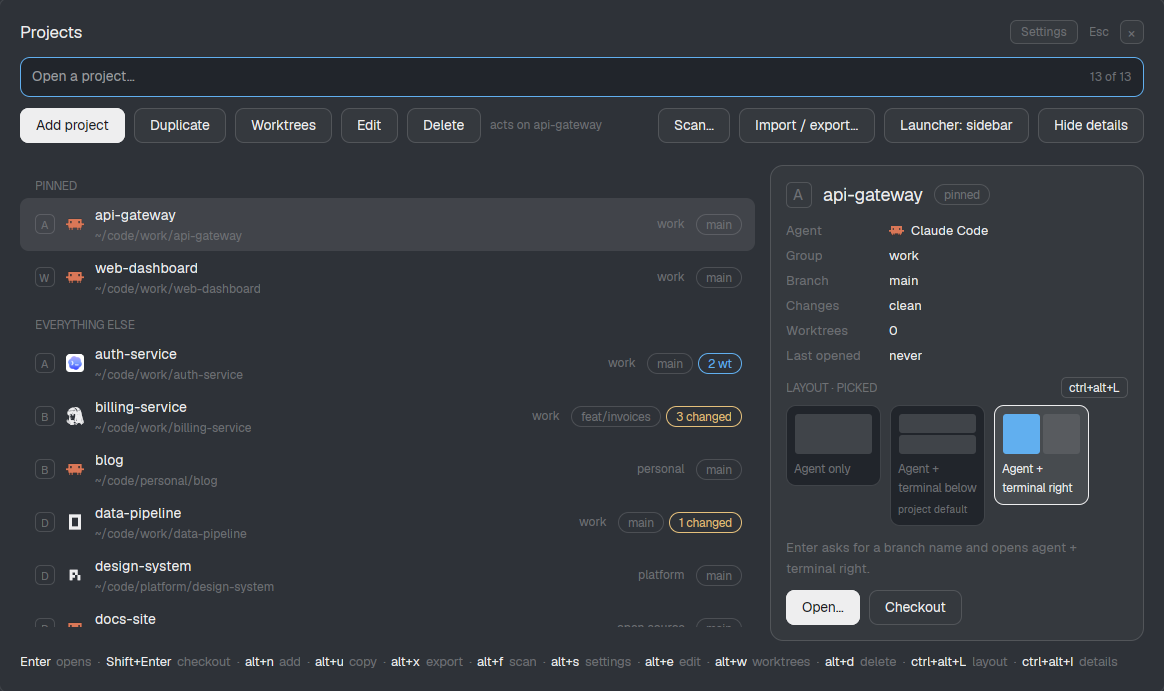 Projects
Settings Esc ×
Open a project… 13 of 13
Add project Duplicate Worktrees Edit Delete acts on api-gateway Scan… Import / export… Launcher: sidebar Hide details
PINNED
A api-gateway work main
~/code/work/api-gateway
W web-dashboard work main
~/code/work/web-dashboard
EVERYTHING ELSE
A auth-service work main 2 wt
~/code/work/auth-service
B billing-service work feat/invoices 3 changed
~/code/work/billing-service
B blog personal main
~/code/personal/blog
D data-pipeline work main 1 changed
~/code/work/data-pipeline
D design-system platform main
~/code/platform/design-system
D docs-site open source main
A api-gateway pinned
Agent Claude Code
Group work
Branch main
Changes clean
Worktrees 0
Last opened never
LAYOUT · PICKED ctrl+alt+L
Agent only
Agent +
terminal below
project default
Agent +
terminal right
Enter asks for a branch name and opens agent +
terminal right.
Open… Checkout
Enter opens · Shift+Enter checkout · alt+n add · alt+u copy · alt+x export · alt+f scan · alt+s settings · alt+e edit · alt+w worktrees · alt+d delete · ctrl+alt+L layout · ctrl+alt+I details